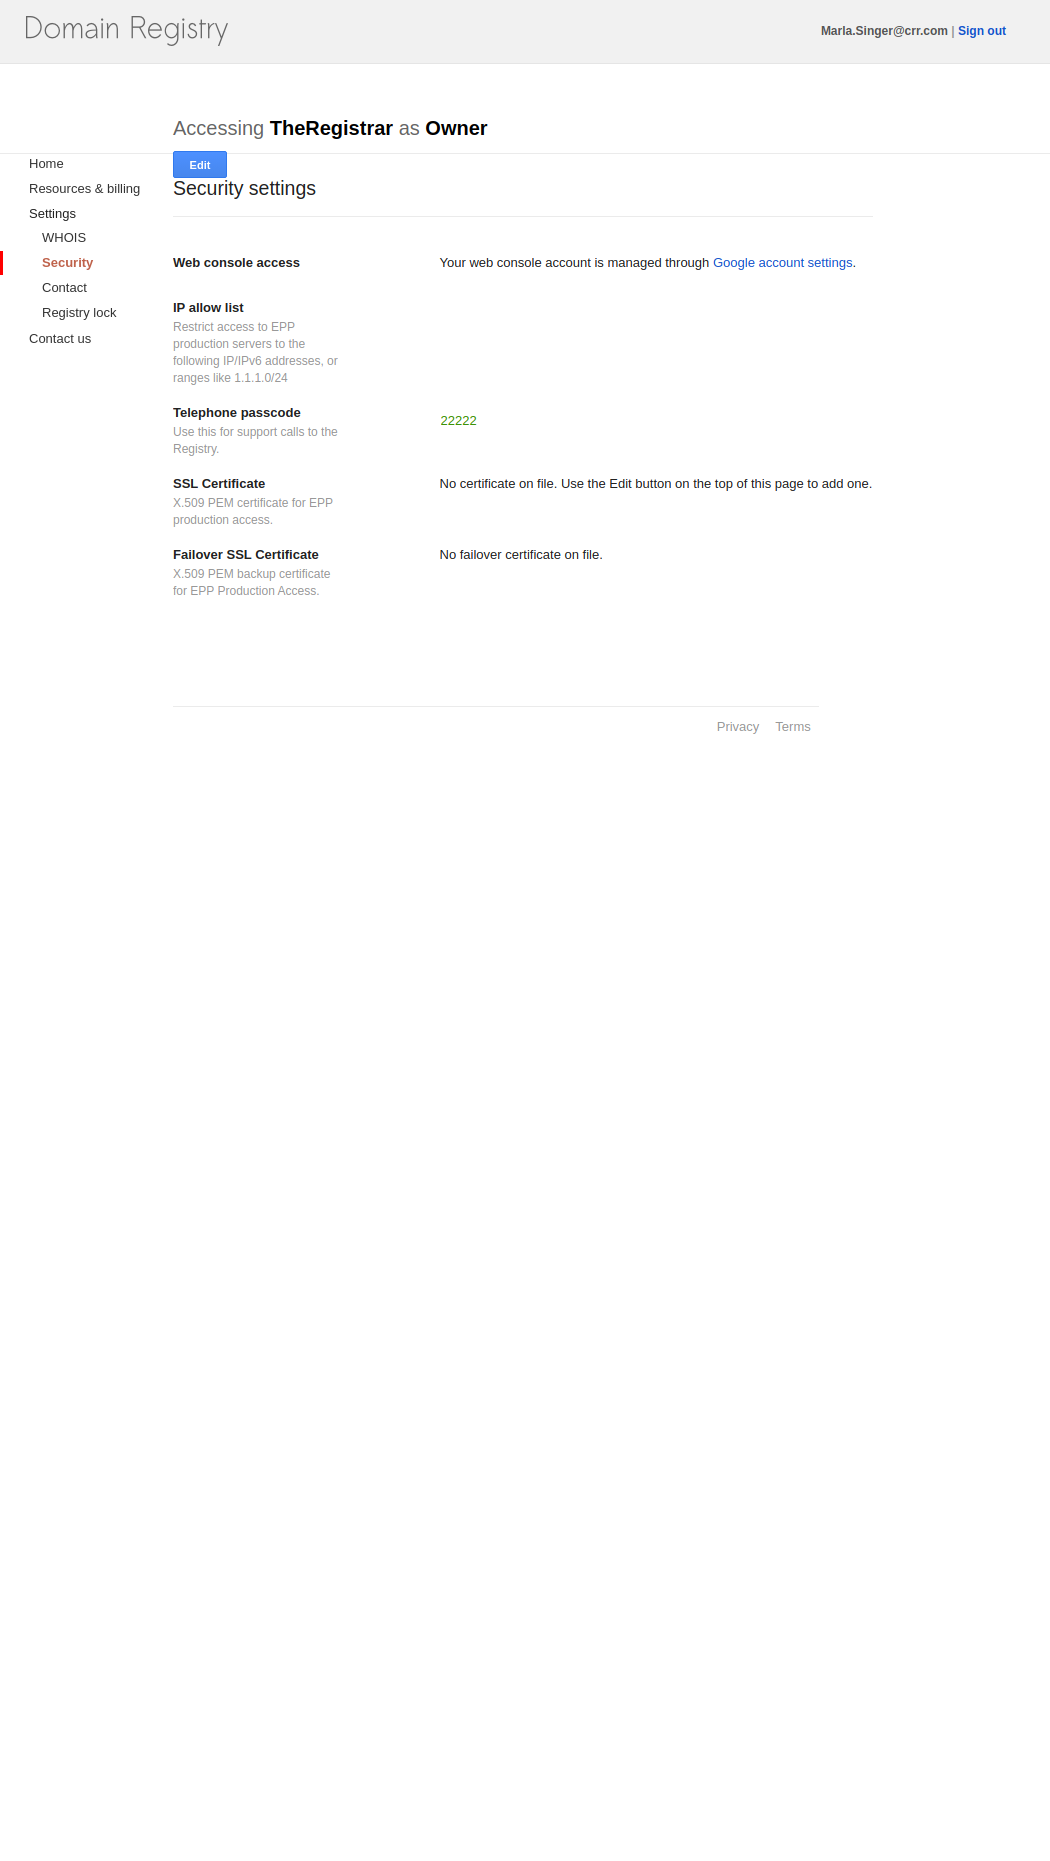 Domain Registry
Marla.Singer@crr.com | Sign out
Accessing TheRegistrar as Owner
Edit
Home
Resources & billing
Settings
WHOIS
Security
Contact
Registry lock
Contact us
Security settings
Web console access
Your web console account is managed through Google account settings.
IP allow list
Restrict access to EPP
production servers to the
following IP/IPv6 addresses, or
ranges like 1.1.1.0/24
Telephone passcode
Use this for support calls to the
Registry.
22222
SSL Certificate
X.509 PEM certificate for EPP
production access.
No certificate on file. Use the Edit button on the top of this page to add one.
Failover SSL Certificate
X.509 PEM backup certificate
for EPP Production Access.
No failover certificate on file.
Privacy Terms